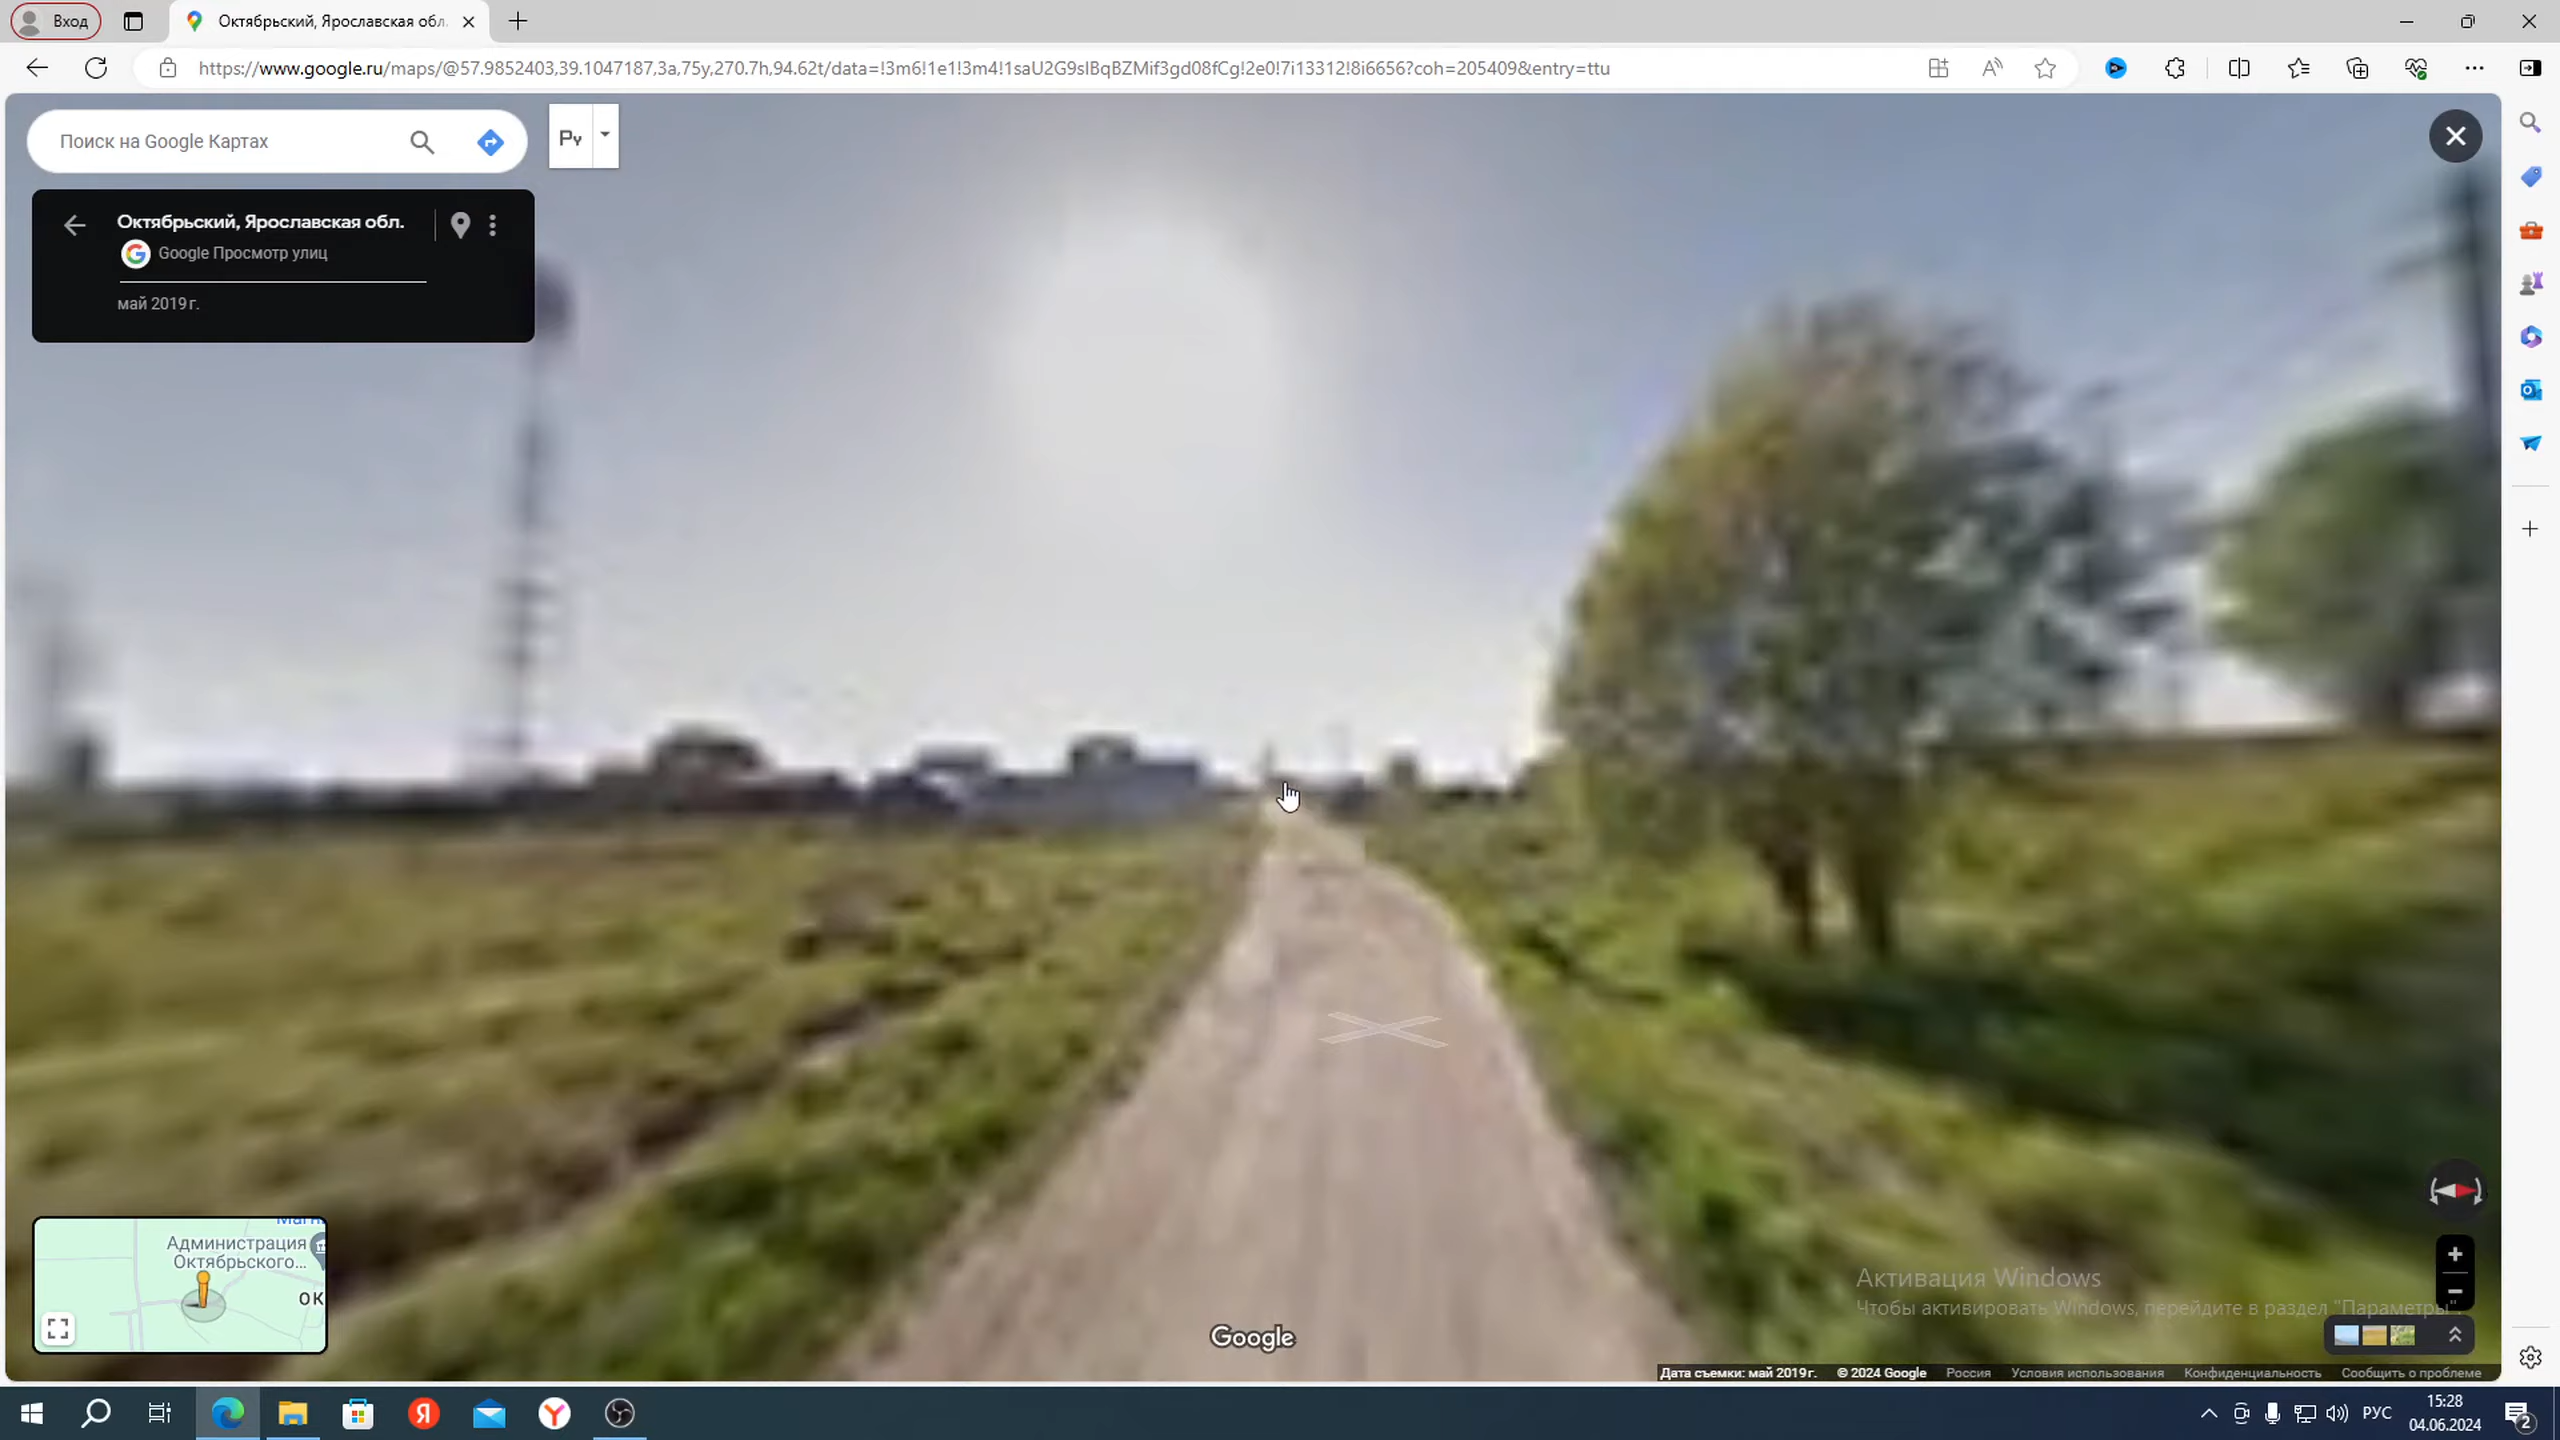 Вход
Октябрьский, Ярославская обл.
https://www.google.ru/maps/@57.9852403,39.1047187,3a,75y,270.7h,94.62t/data=!3m6!1e1!3m4!1saU2G9slBqBZMif3gd08fCg!2e0!7i13312!8i6656?coh=205409&entry=ttu
Поиск на Google Картах
Ру
Октябрьский, Ярославская обл.
Google Просмотр улиц
май 2019 г.
Администрация
Октябрьского...
ОК
Активация Windows
Чтобы активировать Windows, перейдите в раздел "Параметры".
Google
Дата съемки: май 2019 г. © 2024 Google Россия Условия использования Конфиденциальность Сообщить о проблеме
РУС
15:28
04.06.2024
2